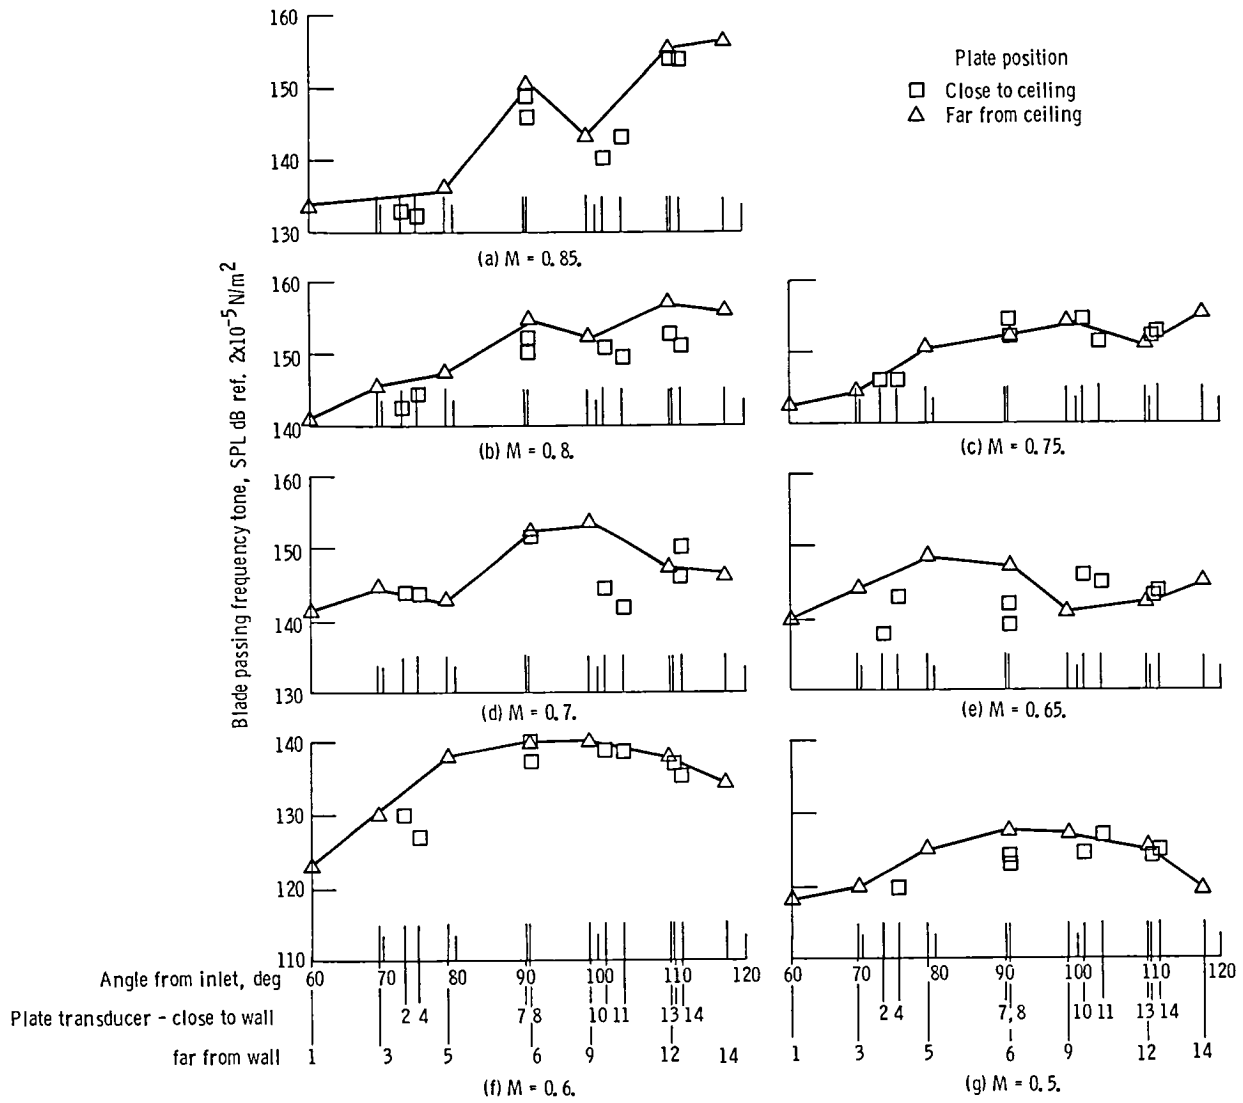 160
150
140
130
Plate position
Close to ceiling
Far from ceiling
(a) M = 0.85.
Blade passing frequency tone, SPL dB ref. 2x10⁻⁵ N/m²
160
150
140
(b) M = 0.8.
(c) M = 0.75.
160
150
140
130
(d) M = 0.7.
(e) M = 0.65.
140
130
120
110
Angle from inlet, deg
60 70 80 90 100 110 120
60 70 80 90 100 110 120
Plate transducer - close to wall
2 4 7 8 10 11 13 14
2 4 7, 8 10 11 13 14
far from wall
1 3 5 6 9 12 14
1 3 5 6 9 12 14
(f) M = 0.6.
(g) M = 0.5.